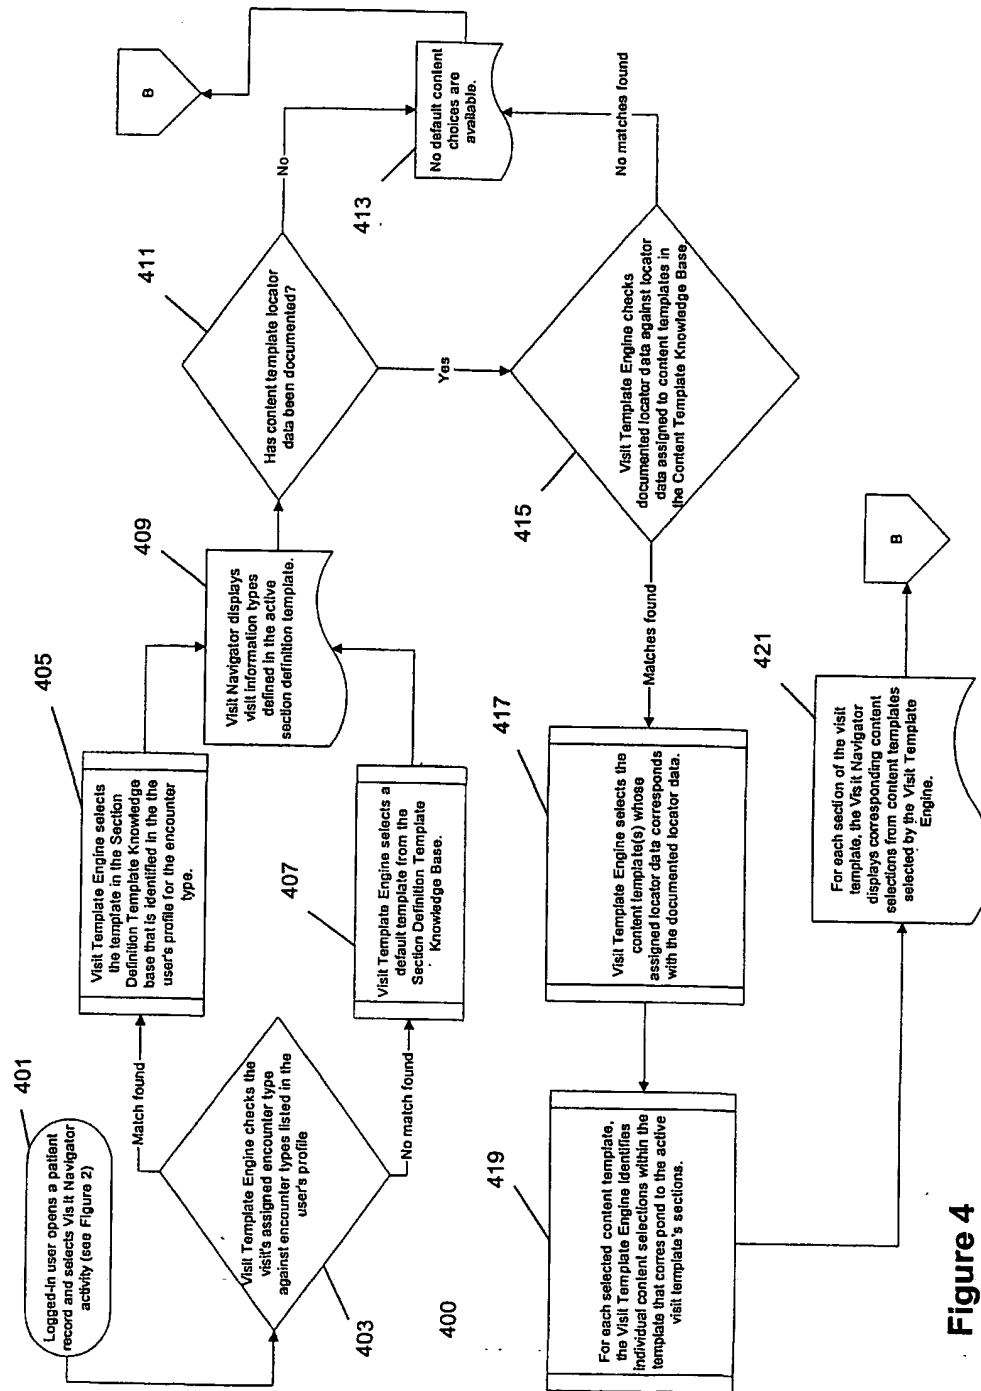 401
Logged-in user opens a patient
record and selects Visit Navigator
activity (see Figure 2)
403
Visit Template Engine checks the
visit's assigned encounter type
against encounter types listed in the
user's profile
400
Match found
No match found
405
Visit Template Engine selects
the template in the Section
Definition Template Knowledge
base that is identified in the the
user's profile for the encounter
type.
407
Visit Template Engine selects a
default template from the
Section Definition Template
Knowledge Base.
409
Visit Navigator displays
visit information types
defined in the active
section definition template.
411
Has content template locator
data been documented?
No
Yes
413
No default content
choices are
available.
B
415
Visit Template Engine checks
documented locator data against locator
data assigned to content templates in
the Content Template Knowledge Base.
No matches found
Matches found
417
Visit Template Engine selects the
content template(s) whose
assigned locator data corresponds
with the documented locator data.
419
For each selected content template,
the Visit Template Engine identifies
individual content selections within the
template that correspond to the active
visit template's sections.
421
For each section of the visit
template, the Visit Navigator
displays corresponding content
selections from content templates
selected by the Visit Template
Engine.
B
Figure 4